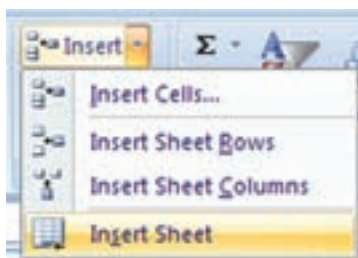 Insert Σ A
Insert Cells...
Insert Sheet Rows
Insert Sheet Columns
Insert Sheet